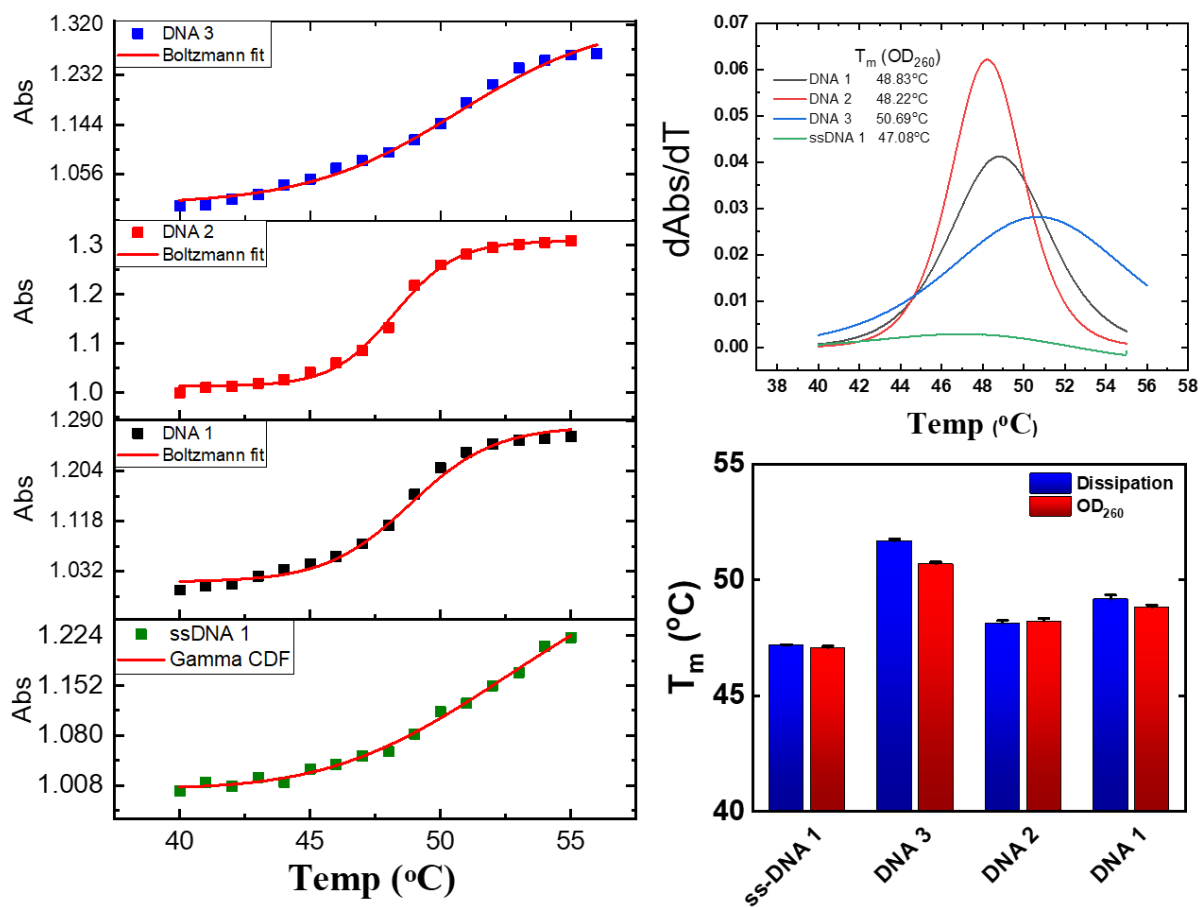 DNA 3
Boltzmann fit
1.320
1.232
1.144
1.056
Abs
DNA 2
Boltzmann fit
1.3
1.2
1.1
1.0
Abs
DNA 1
Boltzmann fit
1.290
1.204
1.118
1.032
Abs
ssDNA 1
Gamma CDF
1.224
1.152
1.080
1.008
Abs
40 45 50 55
Temp (°C)
0.07
0.06
0.05
0.04
0.03
0.02
0.01
0.00
dAbs/dT
Tm (OD260)
DNA 1 48.83°C
DNA 2 48.22°C
DNA 3 50.69°C
ssDNA 1 47.08°C
38 40 42 44 46 48 50 52 54 56 58
Temp (°C)
55
50
45
40
Tm (°C)
Dissipation
OD260
ss-DNA 1
DNA 3
DNA 2
DNA 1